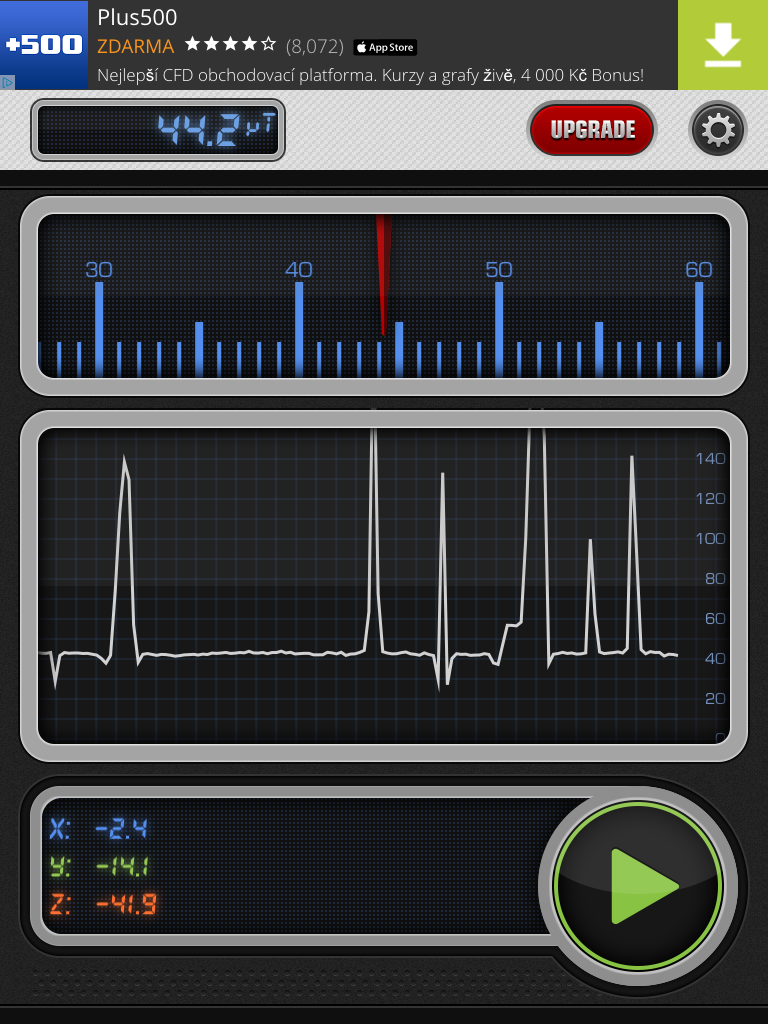 +500
Plus500
ZDARMA ★★★★☆ (8,072) App Store
Nejlepší CFD obchodovací platforma. Kurzy a grafy živě, 4 000 Kč Bonus!
44.2 µT
UPGRADE
30 40 50 60
140
120
100
80
60
40
20
0
X: -2.4
Y: -14.1
Z: -41.9